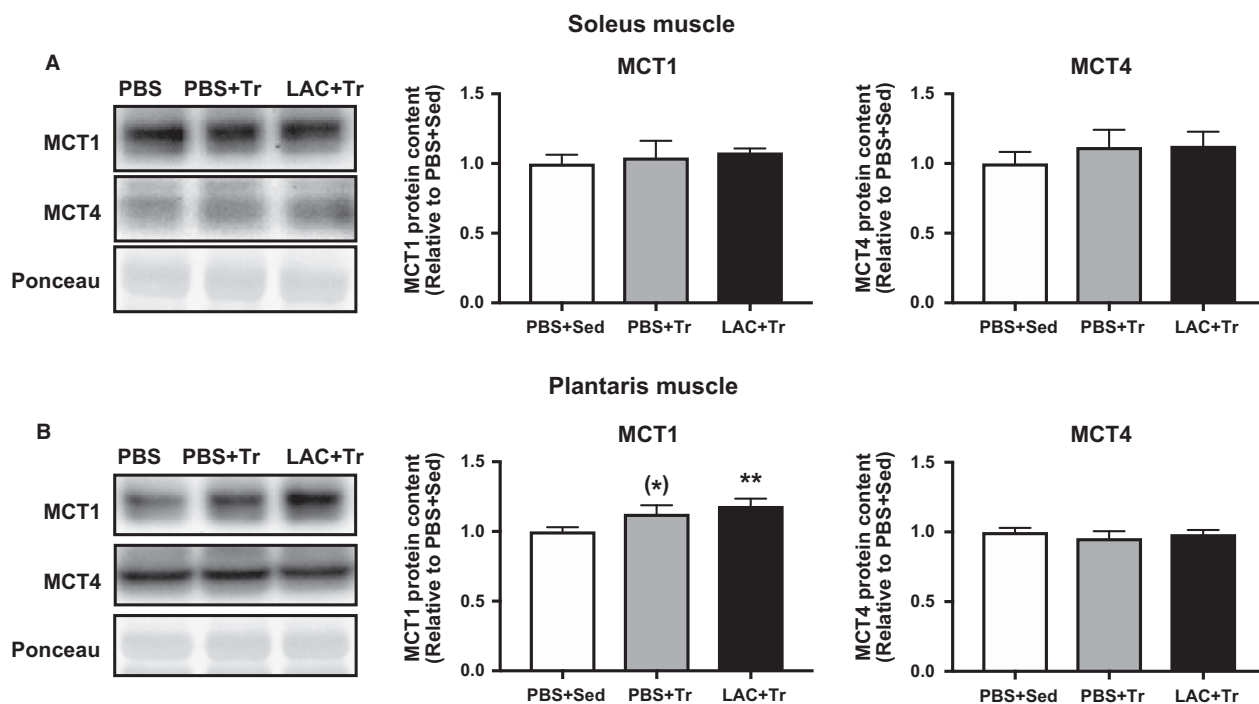 Soleus muscle
A
PBS PBS+Tr LAC+Tr
MCT1
MCT4
Ponceau
MCT1
MCT1 protein content
(Relative to PBS+Sed)
1.5
1.0
0.5
0.0
PBS+Sed PBS+Tr LAC+Tr
MCT4
MCT4 protein content
(Relative to PBS+Sed)
1.5
1.0
0.5
0.0
PBS+Sed PBS+Tr LAC+Tr
Plantaris muscle
B
PBS PBS+Tr LAC+Tr
MCT1
MCT4
Ponceau
MCT1
MCT1 protein content
(Relative to PBS+Sed)
1.5
1.0
0.5
0.0
(*) **
PBS+Sed PBS+Tr LAC+Tr
MCT4
MCT4 protein content
(Relative to PBS+Sed)
1.5
1.0
0.5
0.0
PBS+Sed PBS+Tr LAC+Tr